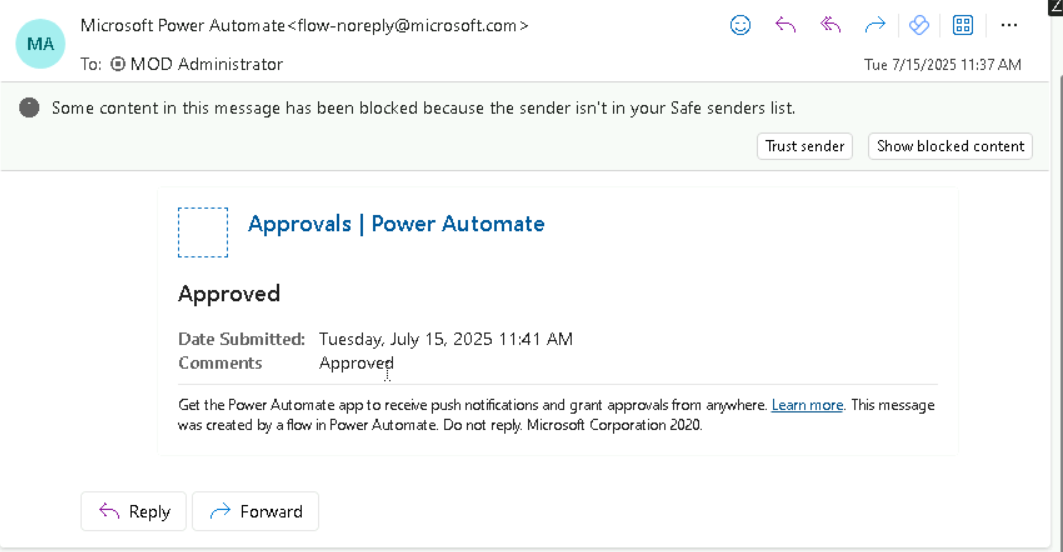 Microsoft Power Automate<flow-noreply@microsoft.com>
MA
To: MOD Administrator
Tue 7/15/2025 11:37 AM
Some content in this message has been blocked because the sender isn't in your Safe senders list.
Trust sender
Show blocked content
Approvals | Power Automate
Approved
Date Submitted: Tuesday, July 15, 2025 11:41 AM
Comments Approved
Get the Power Automate app to receive push notifications and grant approvals from anywhere. Learn more. This message
was created by a flow in Power Automate. Do not reply. Microsoft Corporation 2020.
Reply
Forward